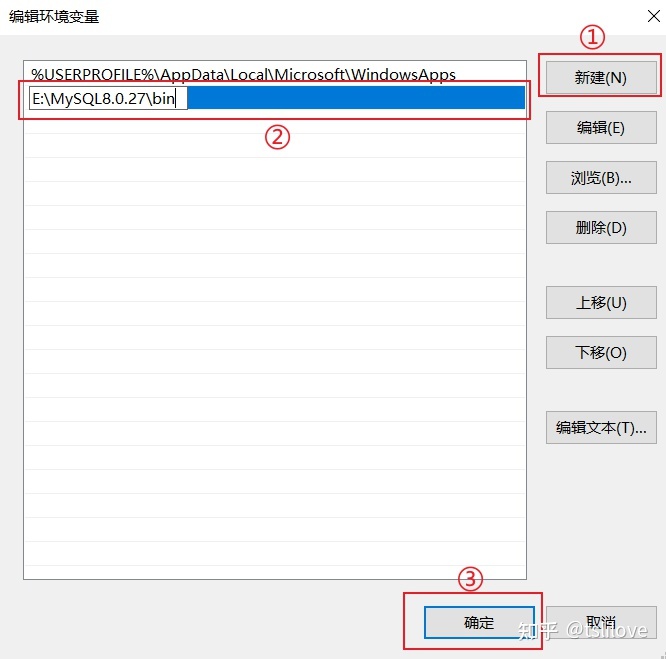 编辑环境变量
①
%USERPROFILE%\AppData\Local\Microsoft\WindowsApps
新建(N)
E:\MySQL8.0.27\bin
②
编辑(E)
浏览(B)...
删除(D)
上移(U)
下移(O)
编辑文本(T)...
③
确定
取消
知乎